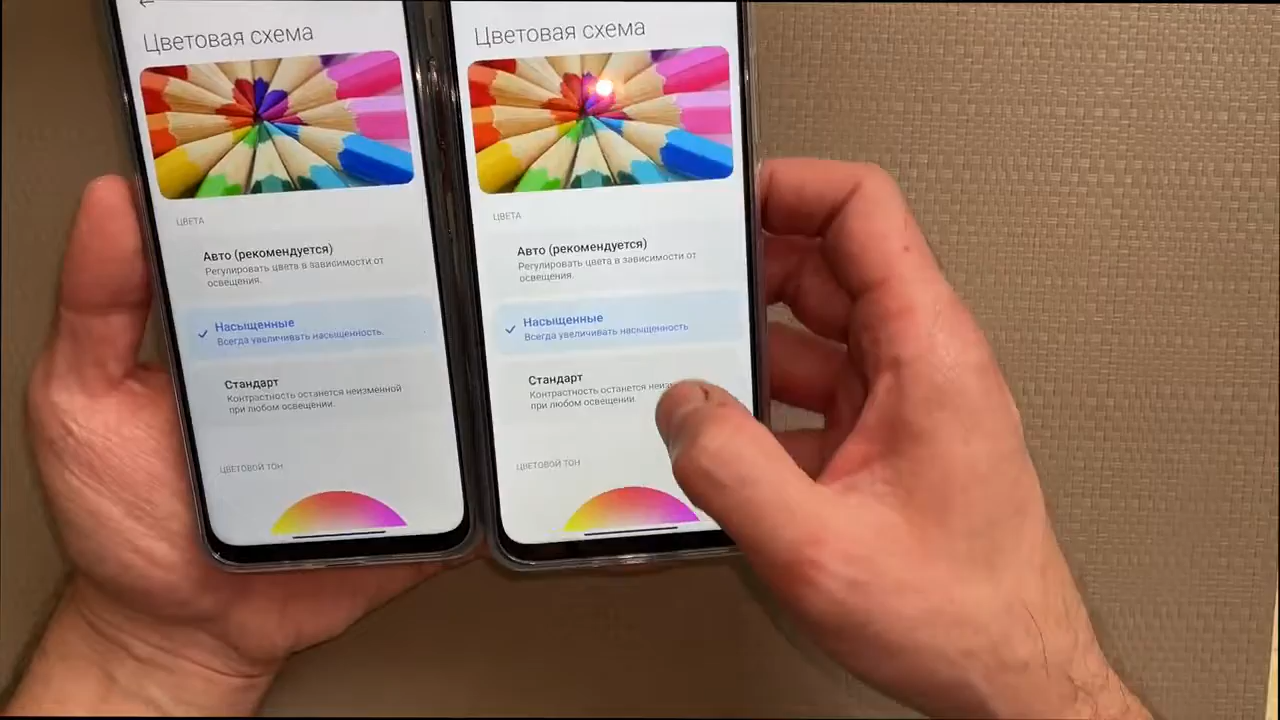 Цветовая схема
ЦВЕТА
Авто (рекомендуется)
Регулировать цвета в зависимости от
освещения.
Насыщенные
Всегда увеличивать насыщенность.
Стандарт
Контрастность останется неизменной
при любом освещении.
ЦВЕТОВОЙ ТОН
Цветовая схема
ЦВЕТА
Авто (рекомендуется)
Регулировать цвета в зависимости от
освещения.
Насыщенные
Всегда увеличивать насыщенность
Стандарт
Контрастность останется
при любом освещении.
ЦВЕТОВОЙ ТОН